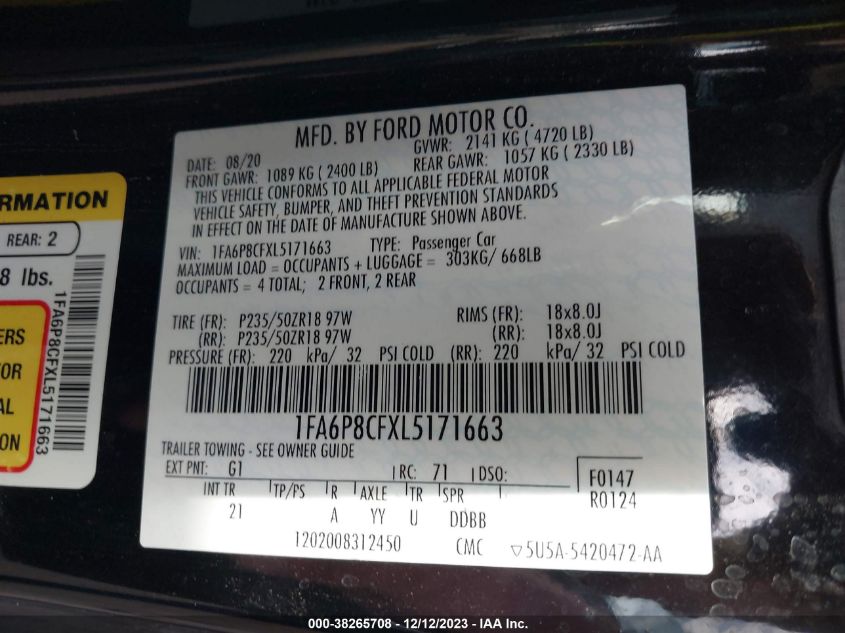 MFD. BY FORD MOTOR CO.
DATE: 08/20
GVWR: 2141 KG ( 4720 LB)
FRONT GAWR: 1089 KG ( 2400 LB)
REAR GAWR: 1057 KG ( 2330 LB)
THIS VEHICLE CONFORMS TO ALL APPLICABLE FEDERAL MOTOR
VEHICLE SAFETY, BUMPER, AND THEFT PREVENTION STANDARDS
IN EFFECT ON THE DATE OF MANUFACTURE SHOWN ABOVE.
VIN: 1FA6P8CFXL5171663 TYPE: Passenger Car
MAXIMUM LOAD = OCCUPANTS + LUGGAGE = 303KG/ 668LB
OCCUPANTS = 4 TOTAL; 2 FRONT, 2 REAR
TIRE (FR): P235/50ZR18 97W RIMS (FR): 18x8.0J
(RR): P235/50ZR18 97W (RR): 18x8.0J
PRESSURE (FR): 220 kPa/ 32 PSI COLD (RR): 220 kPa/ 32 PSI COLD
1FA6P8CFXL5171663
TRAILER TOWING - SEE OWNER GUIDE
EXT PNT: G1 RC: 71 DSO: F0147
R0124
INT TR TP/PS R AXLE TR SPR
21 A YY U DDBB
1202008312450 CMC ▽5U5A-5420472-AA
RMATION
REAR: 2
8 lbs.
1FA6P8CFXL5171663
ERS
TOR
AL
ON
000-38265708 - 12/12/2023 - IAA Inc.